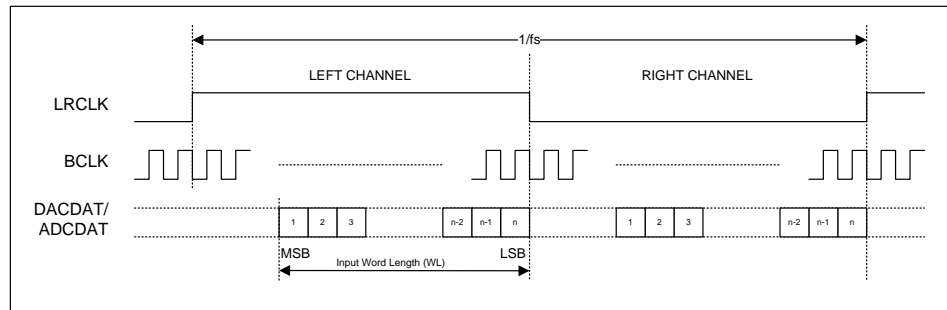 1/fs
LEFT CHANNEL RIGHT CHANNEL
LRCLK
BCLK
DACDAT/
ADCDAT
1 2 3 n-2 n-1 n 1 2 3 n-2 n-1 n
MSB LSB
Input Word Length (WL)